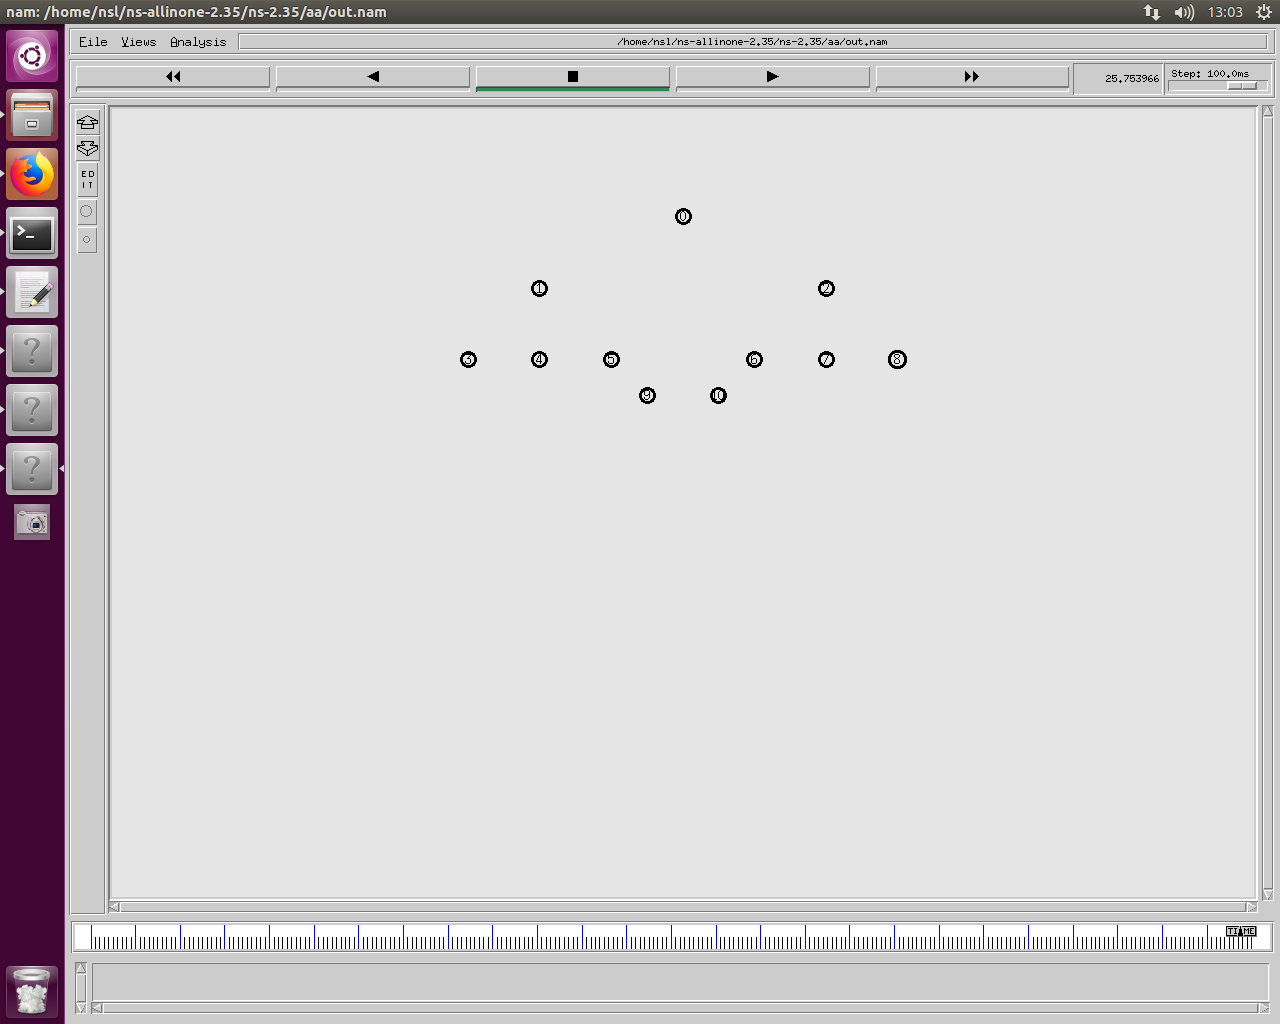 nam: /home/nsl/ns-allinone-2.35/ns-2.35/aa/out.nam
13:03
File Views Analysis
/home/nsl/ns-allinone-2.35/ns-2.35/aa/out.nam
25.753966
Step: 100.0ms
ED
IT
0
1
2
3
4
5
6
7
8
9
10
TIME